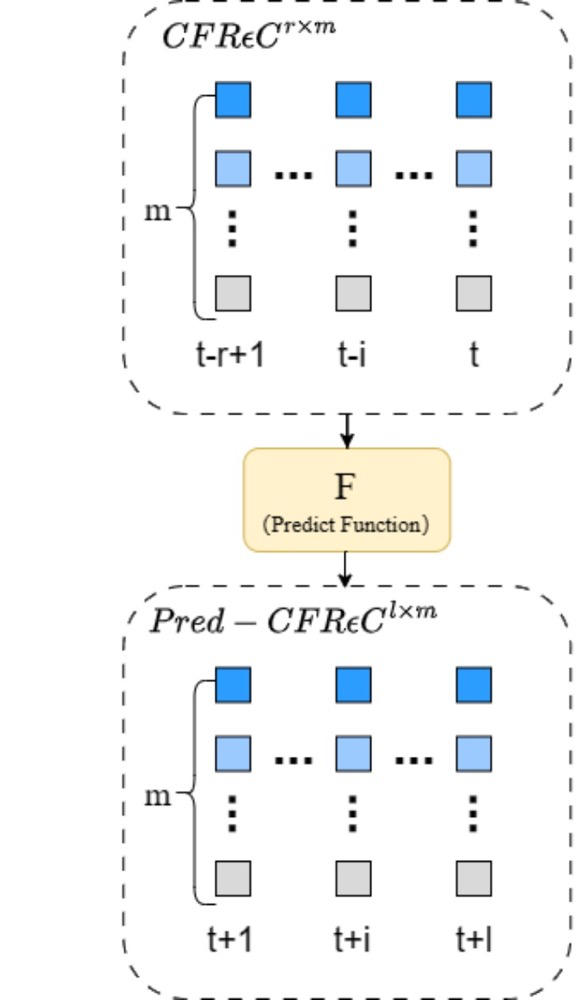 CFRϵC^{r×m}
m
t-r+1 t-i t
F
(Predict Function)
Pred − CFRϵC^{l×m}
m
t+1 t+i t+l